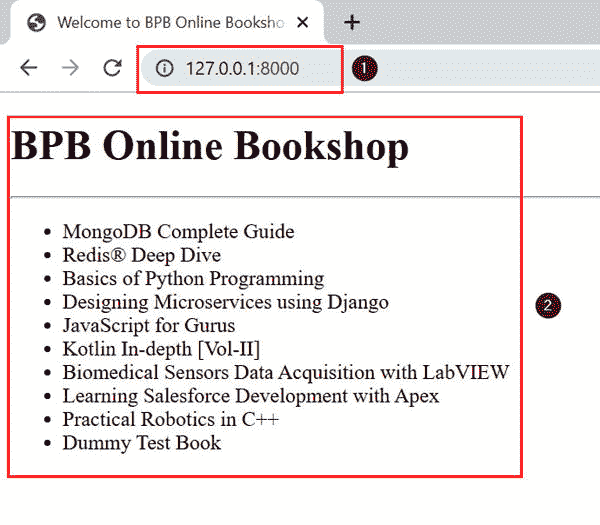 Welcome to BPB Online Booksho
127.0.0.1:8000
1
BPB Online Bookshop
MongoDB Complete Guide
Redis® Deep Dive
Basics of Python Programming
Designing Microservices using Django
JavaScript for Gurus
Kotlin In-depth [Vol-II]
Biomedical Sensors Data Acquisition with LabVIEW
Learning Salesforce Development with Apex
Practical Robotics in C++
Dummy Test Book
2